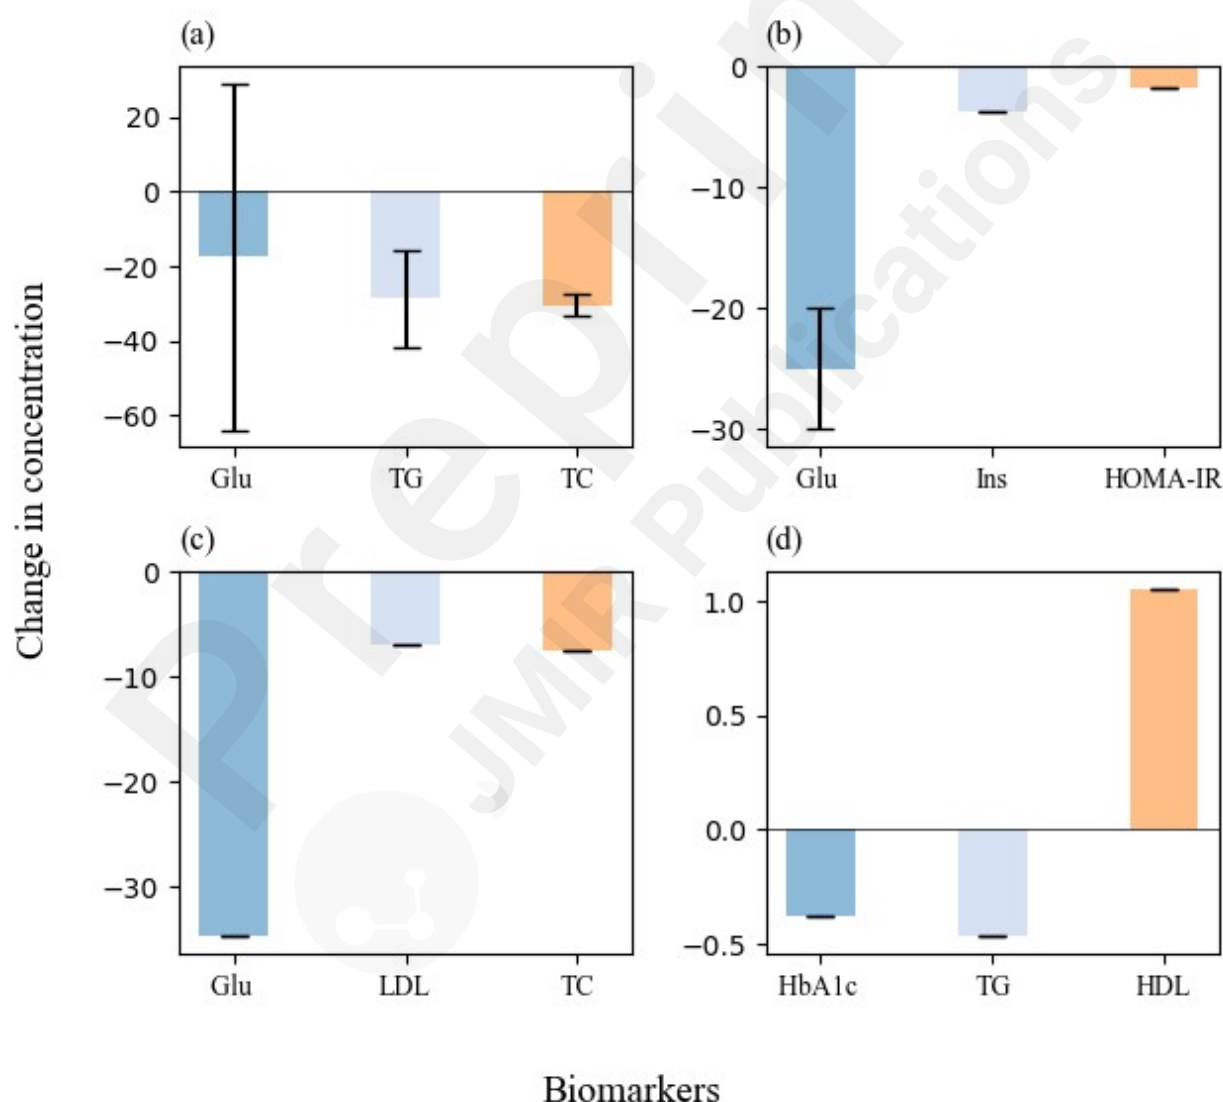 (a)
20
0
−20
−40
−60
Glu TG TC
(b)
0
−10
−20
−30
Glu Ins HOMA-IR
(c)
0
−10
−20
−30
Glu LDL TC
(d)
1.0
0.5
0.0
−0.5
HbA1c TG HDL
Change in concentration
Biomarkers
Preprint
JMIR Publications